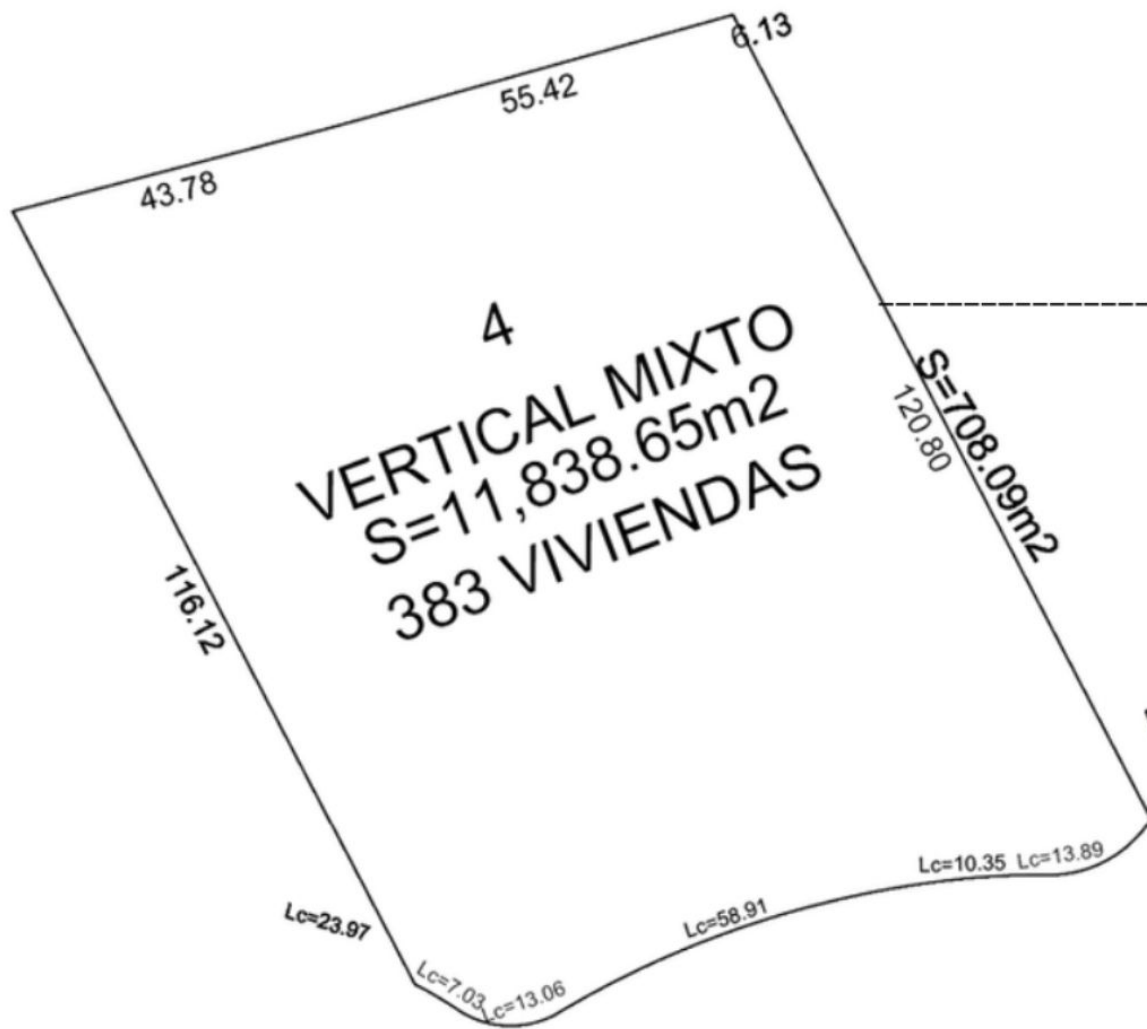 6.13
55.42
43.78
4
VERTICAL MIXTO
S=11,838.65m2
383 VIVIENDAS
S=708.09m2
120.80
116.12
Lc=10.35
Lc=13.89
Lc=58.91
Lc=23.97
Lc=7.03
Lc=13.06